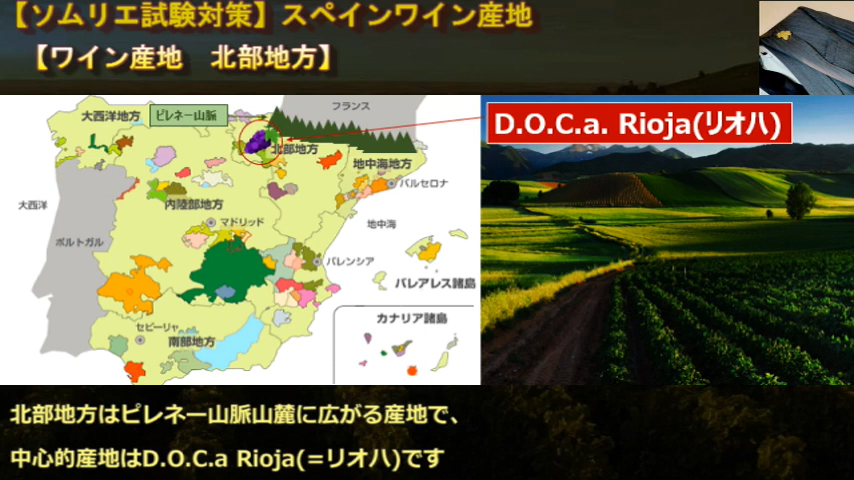 【ソムリエ試験対策】スペインワイン産地
【ワイン産地　北部地方】
フランス
大西洋地方
ピレネー山脈
D.O.C.a. Rioja(リオハ)
北部地方
地中海地方
バルセロナ
大西洋
内陸部地方
マドリッド
地中海
ポルトガル
バレンシア
バレアレス諸島
カナリア諸島
セビーリャ
南部地方
北部地方はピレネー山脈山麓に広がる産地で、
中心的産地はD.O.C.a Rioja(=リオハ)です